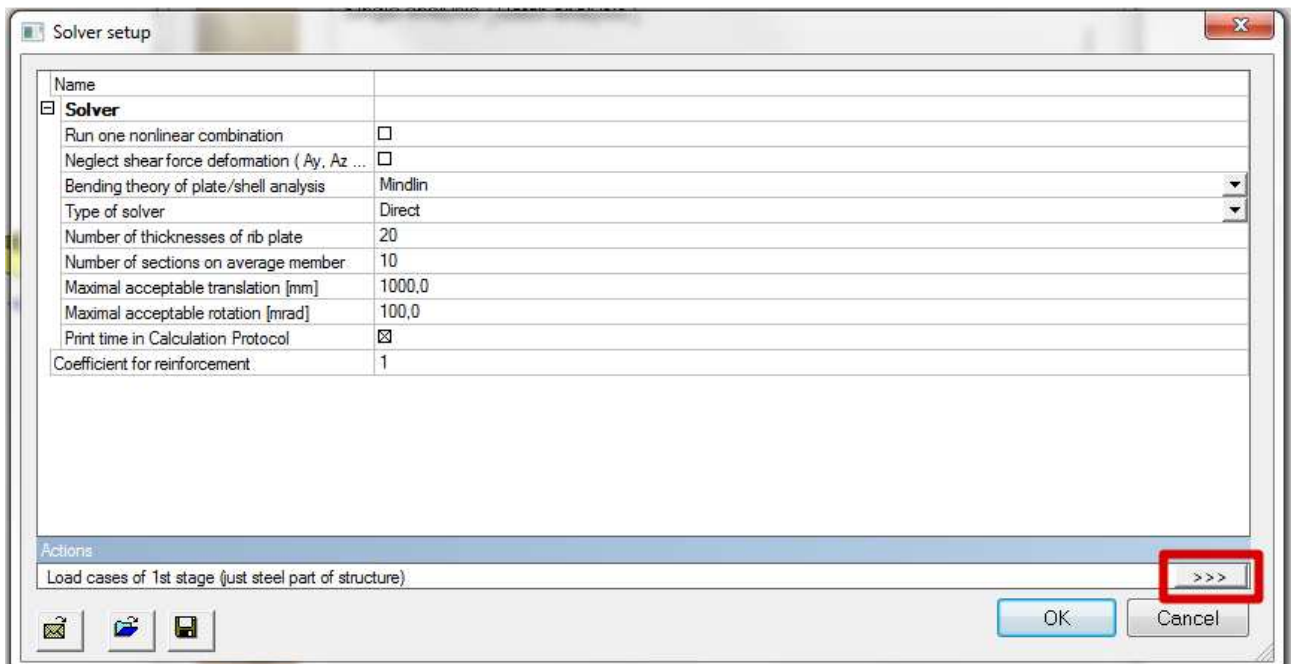 Solver setup
Name
Solver
Run one nonlinear combination
Neglect shear force deformation ( Ay, Az ...
Bending theory of plate/shell analysis Mindlin
Type of solver Direct
Number of thicknesses of rib plate 20
Number of sections on average member 10
Maximal acceptable translation [mm] 1000,0
Maximal acceptable rotation [mrad] 100,0
Print time in Calculation Protocol
Coefficient for reinforcement 1
Actions
Load cases of 1st stage (just steel part of structure) >>>
OK Cancel